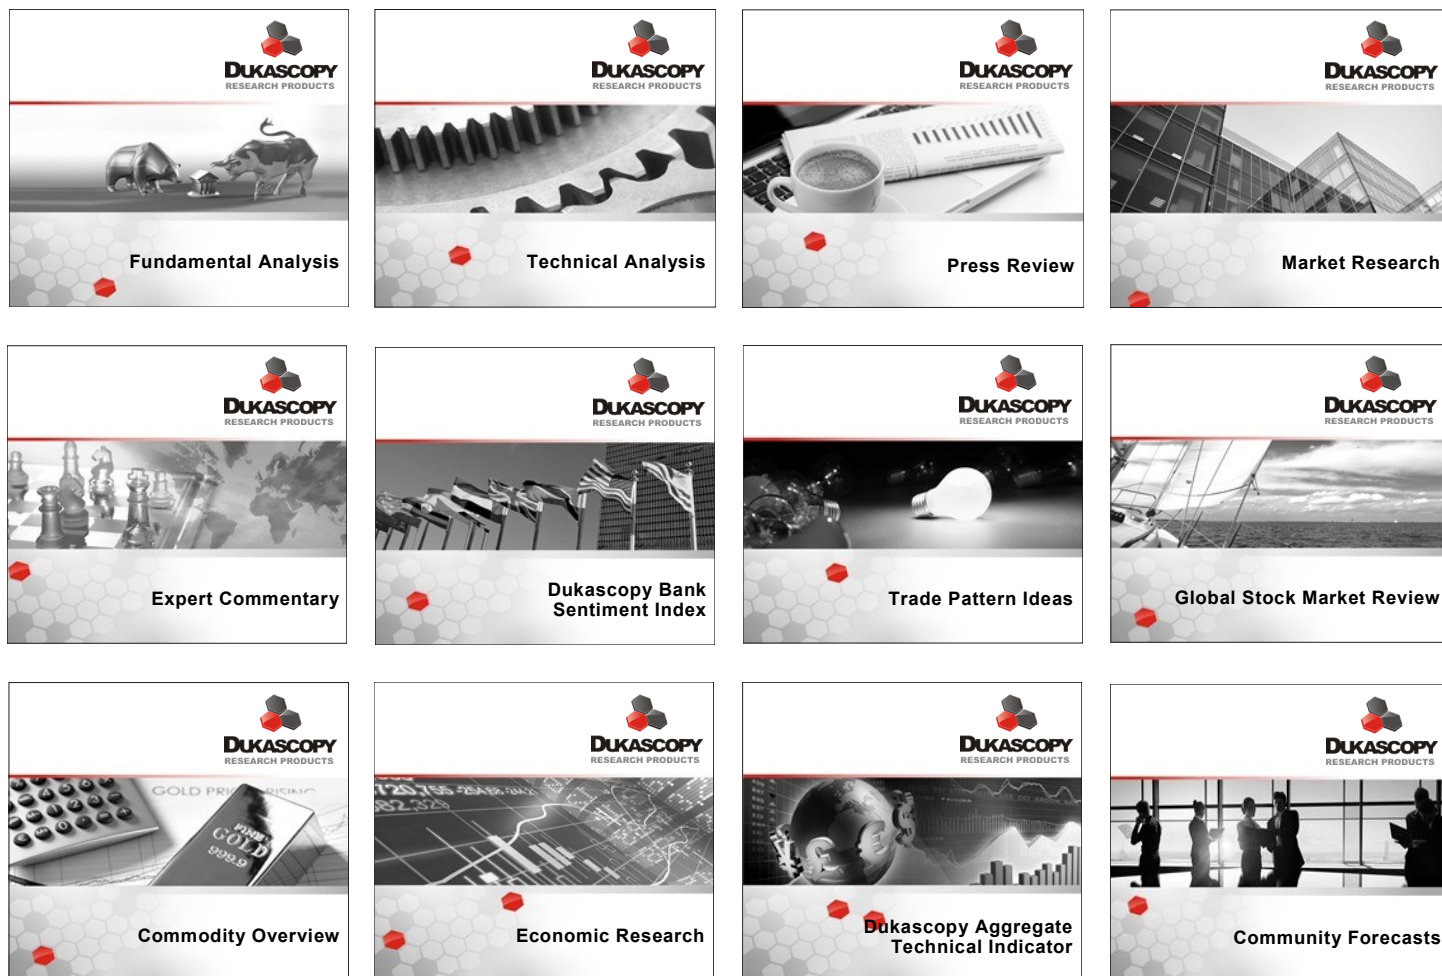 DUKASCOPY
RESEARCH PRODUCTS
Fundamental Analysis
DUKASCOPY
RESEARCH PRODUCTS
Technical Analysis
DUKASCOPY
RESEARCH PRODUCTS
Press Review
DUKASCOPY
RESEARCH PRODUCTS
Market Research
DUKASCOPY
RESEARCH PRODUCTS
Expert Commentary
DUKASCOPY
RESEARCH PRODUCTS
Dukascopy Bank
Sentiment Index
DUKASCOPY
RESEARCH PRODUCTS
Trade Pattern Ideas
DUKASCOPY
RESEARCH PRODUCTS
Global Stock Market Review
DUKASCOPY
RESEARCH PRODUCTS
GOLD
FINE
GOLD
999.9
Commodity Overview
DUKASCOPY
RESEARCH PRODUCTS
Economic Research
DUKASCOPY
RESEARCH PRODUCTS
Dukascopy Aggregate
Technical Indicator
DUKASCOPY
RESEARCH PRODUCTS
Community Forecasts